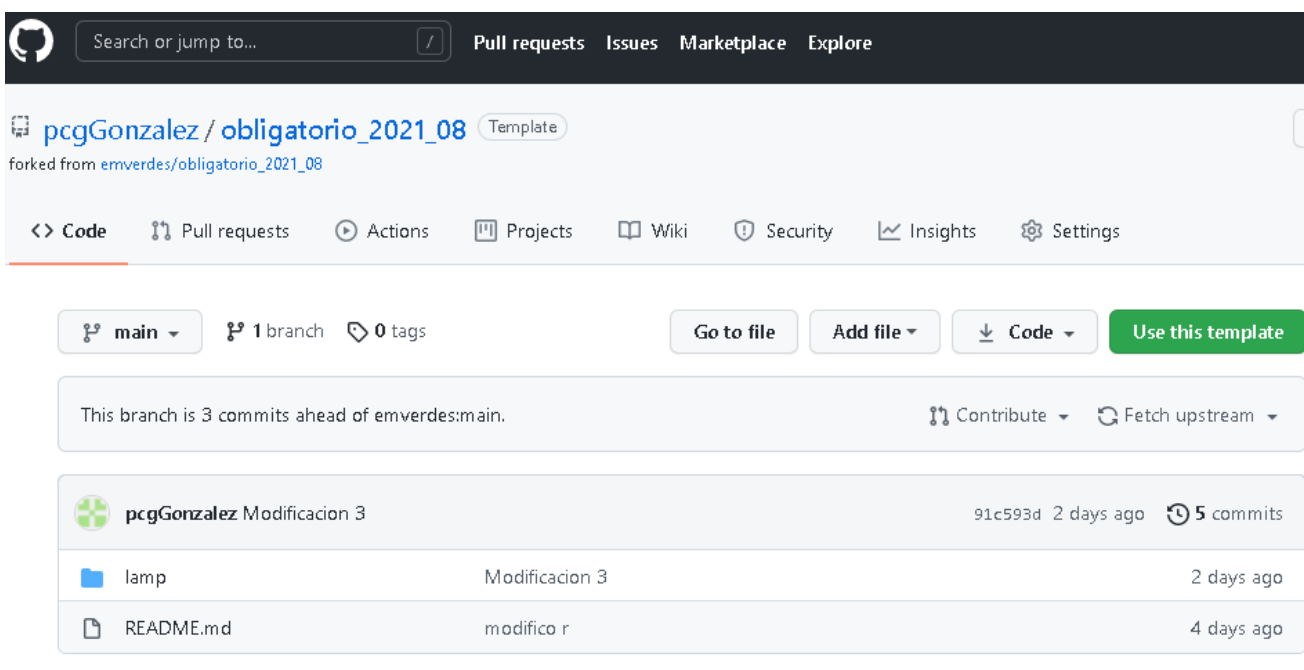 Search or jump to... / Pull requests Issues Marketplace Explore
pcgGonzalez / obligatorio_2021_08 Template
forked from emverdes/obligatorio_2021_08
<> Code Pull requests Actions Projects Wiki Security Insights Settings
main 1 branch 0 tags Go to file Add file Code Use this template
This branch is 3 commits ahead of emverdes:main. Contribute Fetch upstream
pcgGonzalez Modificacion 3 91c593d 2 days ago 5 commits
lamp Modificacion 3 2 days ago
README.md modifico r 4 days ago